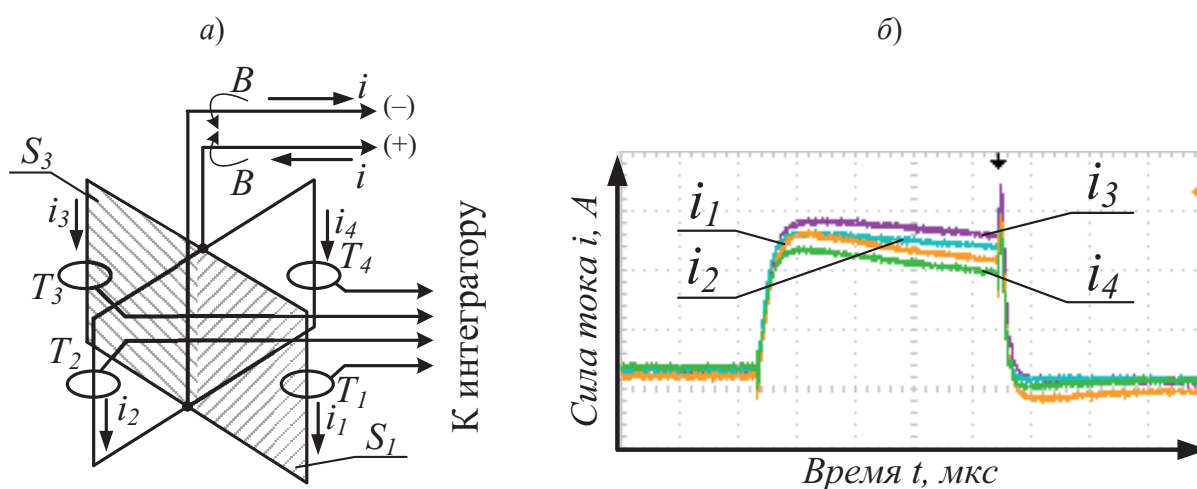 а)
B
i
(–)
(+)
B
i
S3
i3
i4
T3
T4
T2
T1
i2
i1
S1
К интегратору
б)
Сила тока i, А
i1
i2
i3
i4
Время t, мкс